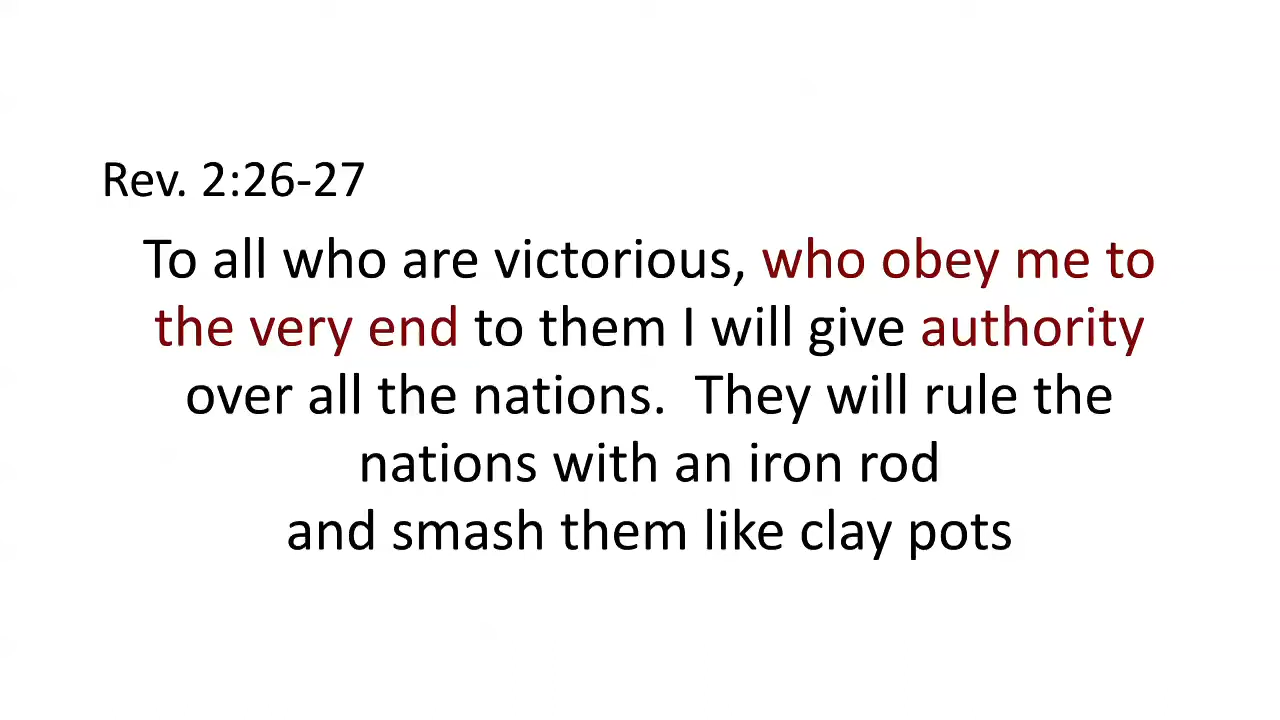 Rev. 2:26-27
To all who are victorious, who obey me to
the very end to them I will give authority
over all the nations.  They will rule the
nations with an iron rod
and smash them like clay pots